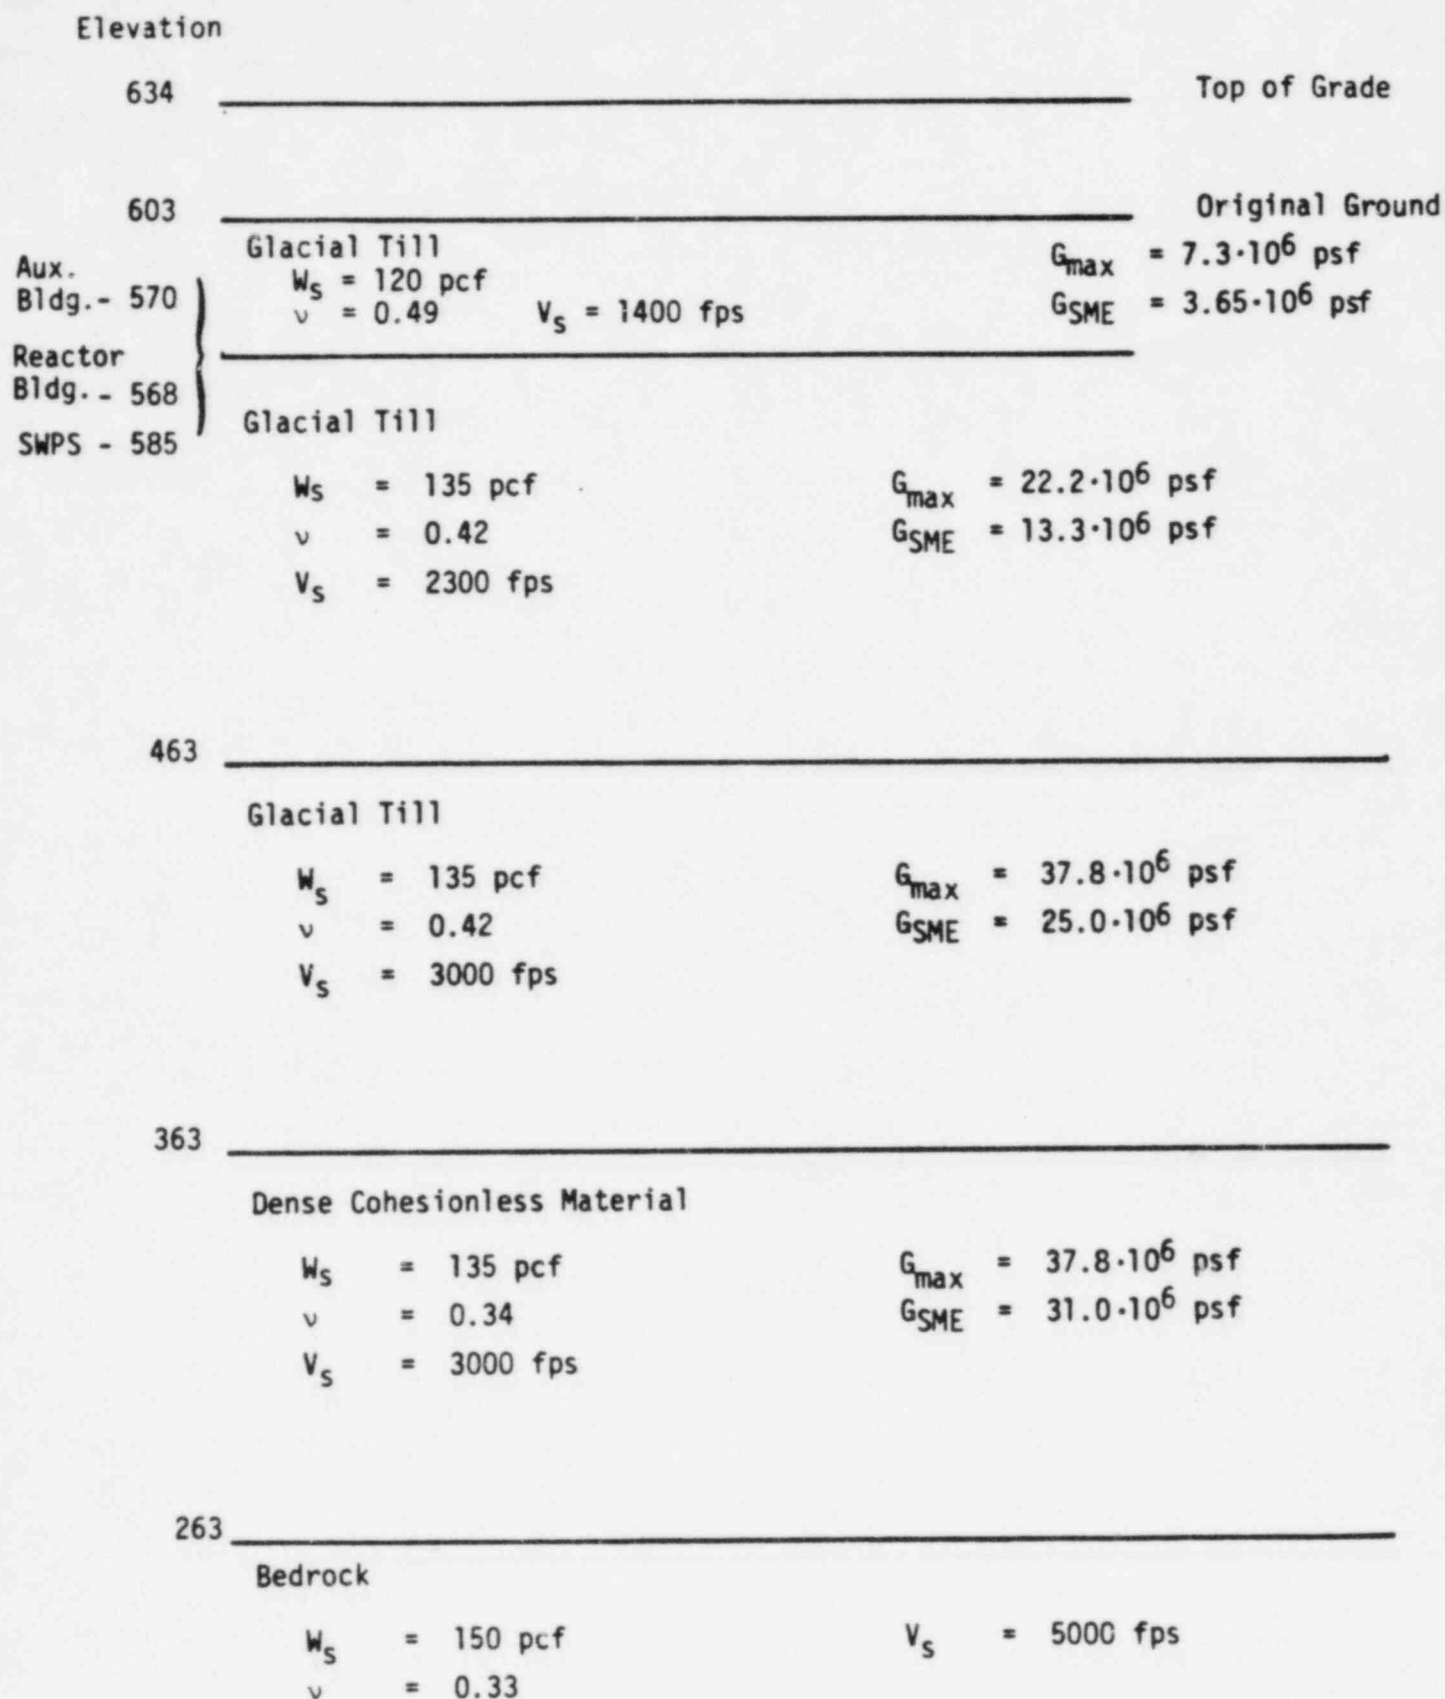 Elevation
634 Top of Grade
603 Original Ground
Glacial Till
Ws = 120 pcf
ν = 0.49 Vs = 1400 fps
Gmax = 7.3·10^6 psf
GSME = 3.65·10^6 psf
Aux.
Bldg.- 570
Reactor
Bldg.- 568
SWPS - 585
Glacial Till
Ws = 135 pcf
ν = 0.42
Vs = 2300 fps
Gmax = 22.2·10^6 psf
GSME = 13.3·10^6 psf
463
Glacial Till
Ws = 135 pcf
ν = 0.42
Vs = 3000 fps
Gmax = 37.8·10^6 psf
GSME = 25.0·10^6 psf
363
Dense Cohesionless Material
Ws = 135 pcf
ν = 0.34
Vs = 3000 fps
Gmax = 37.8·10^6 psf
GSME = 31.0·10^6 psf
263
Bedrock
Ws = 150 pcf Vs = 5000 fps
ν = 0.33